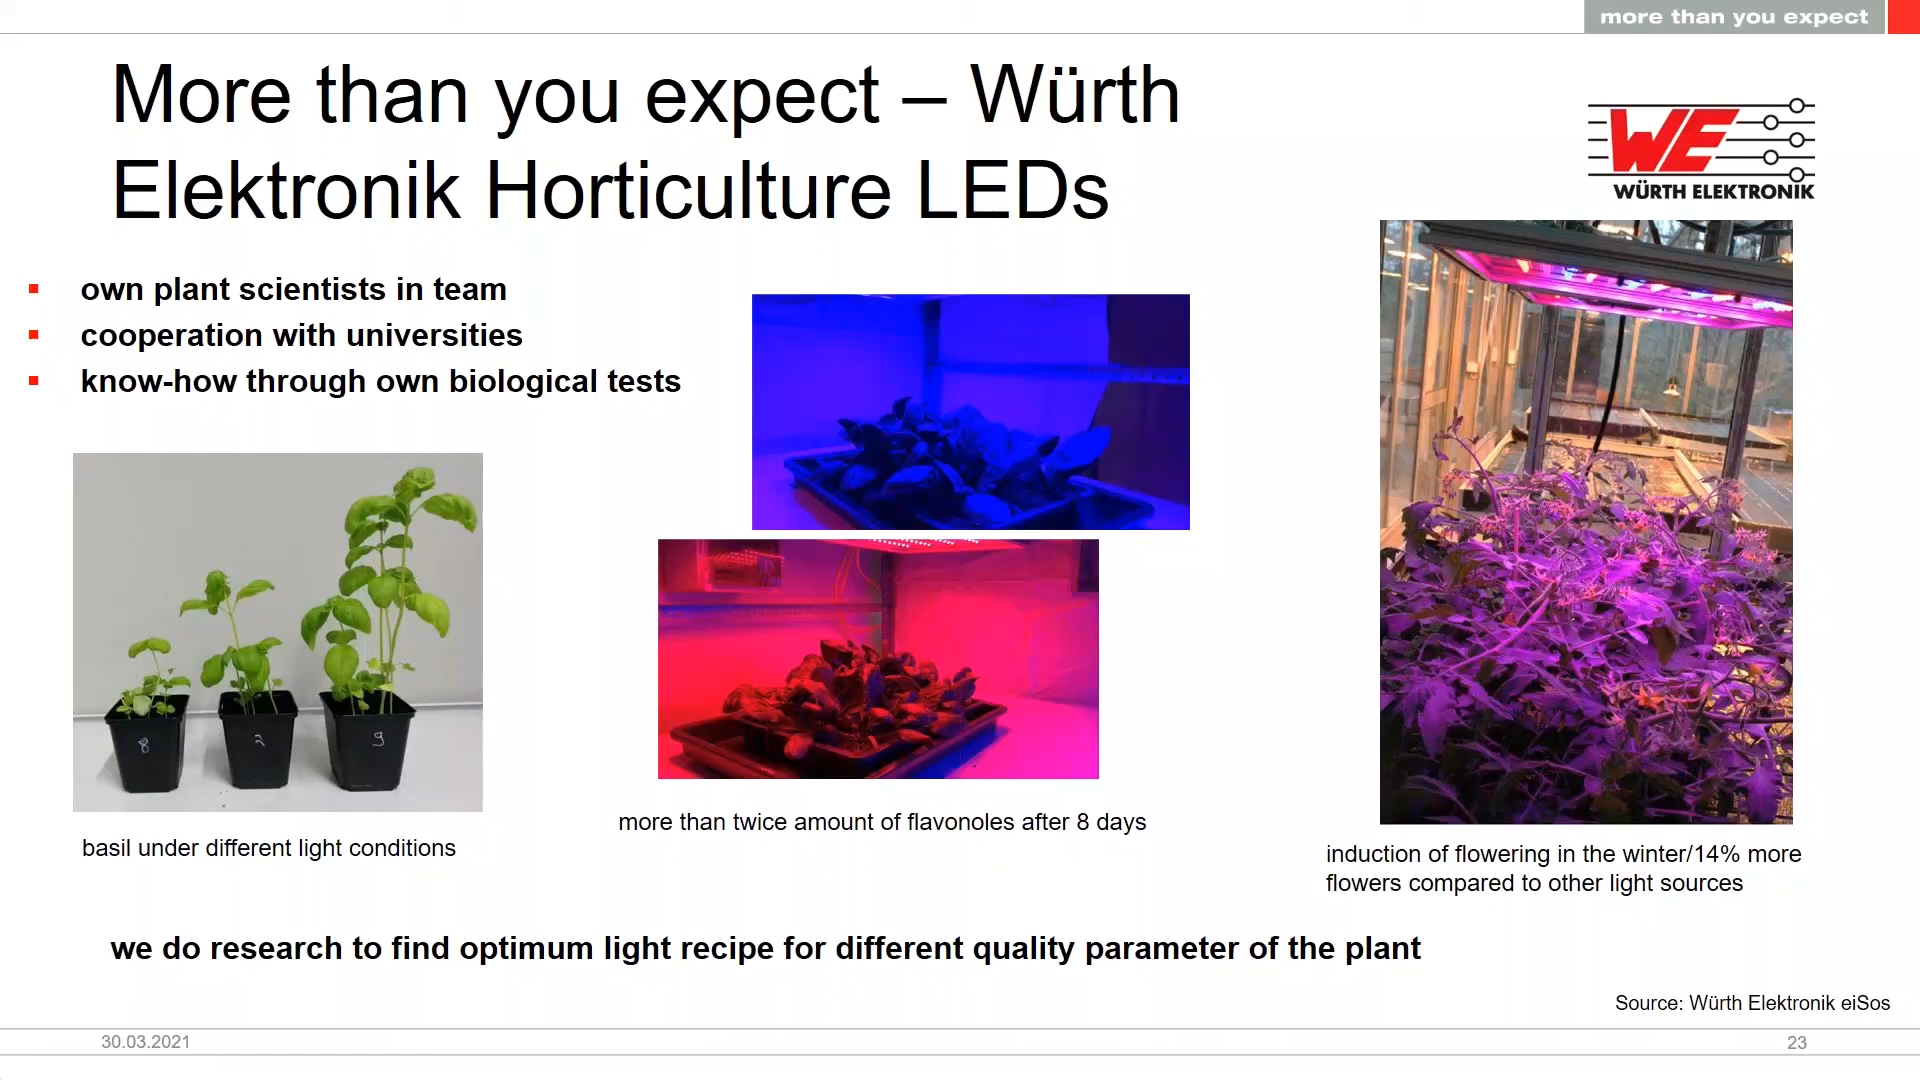 more than you expect
More than you expect – Würth
Elektronik Horticulture LEDs
WE
WÜRTH ELEKTRONIK
own plant scientists in team
cooperation with universities
know-how through own biological tests
8
2
9
basil under different light conditions
more than twice amount of flavonoles after 8 days
induction of flowering in the winter/14% more
flowers compared to other light sources
we do research to find optimum light recipe for different quality parameter of the plant
Source: Würth Elektronik eiSos
30.03.2021
23